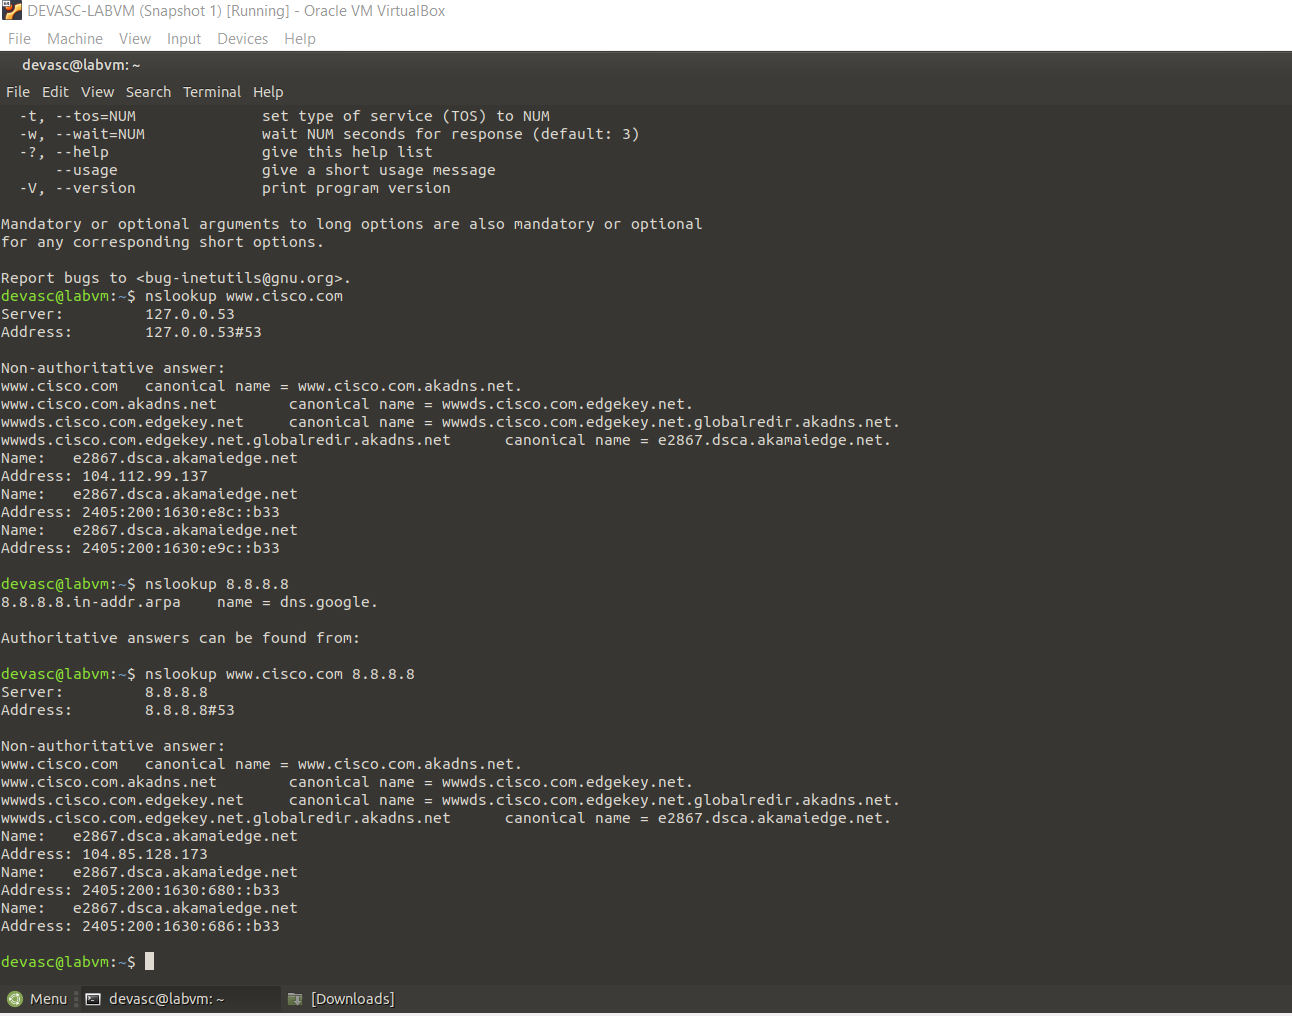 DEVASC-LABVM (Snapshot 1) [Running] - Oracle VM VirtualBox
File Machine View Input Devices Help
devasc@labvm: ~
File Edit View Search Terminal Help
-t, --tos=NUM set type of service (TOS) to NUM
-w, --wait=NUM wait NUM seconds for response (default: 3)
-?, --help give this help list
--usage give a short usage message
-V, --version print program version
Mandatory or optional arguments to long options are also mandatory or optional
for any corresponding short options.
Report bugs to <bug-inetutils@gnu.org>.
devasc@labvm:~$ nslookup www.cisco.com
Server: 127.0.0.53
Address: 127.0.0.53#53
Non-authoritative answer:
www.cisco.com canonical name = www.cisco.com.akadns.net.
www.cisco.com.akadns.net canonical name = wwwds.cisco.com.edgekey.net.
wwwds.cisco.com.edgekey.net canonical name = wwwds.cisco.com.edgekey.net.globalredir.akadns.net.
wwwds.cisco.com.edgekey.net.globalredir.akadns.net canonical name = e2867.dsca.akamaiedge.net.
Name: e2867.dsca.akamaiedge.net
Address: 104.112.99.137
Name: e2867.dsca.akamaiedge.net
Address: 2405:200:1630:e8c::b33
Name: e2867.dsca.akamaiedge.net
Address: 2405:200:1630:e9c::b33
devasc@labvm:~$ nslookup 8.8.8.8
8.8.8.8.in-addr.arpa name = dns.google.
Authoritative answers can be found from:
devasc@labvm:~$ nslookup www.cisco.com 8.8.8.8
Server: 8.8.8.8
Address: 8.8.8.8#53
Non-authoritative answer:
www.cisco.com canonical name = www.cisco.com.akadns.net.
www.cisco.com.akadns.net canonical name = wwwds.cisco.com.edgekey.net.
wwwds.cisco.com.edgekey.net canonical name = wwwds.cisco.com.edgekey.net.globalredir.akadns.net.
wwwds.cisco.com.edgekey.net.globalredir.akadns.net canonical name = e2867.dsca.akamaiedge.net.
Name: e2867.dsca.akamaiedge.net
Address: 104.85.128.173
Name: e2867.dsca.akamaiedge.net
Address: 2405:200:1630:680::b33
Name: e2867.dsca.akamaiedge.net
Address: 2405:200:1630:686::b33
devasc@labvm:~$
Menu devasc@labvm: ~ [Downloads]